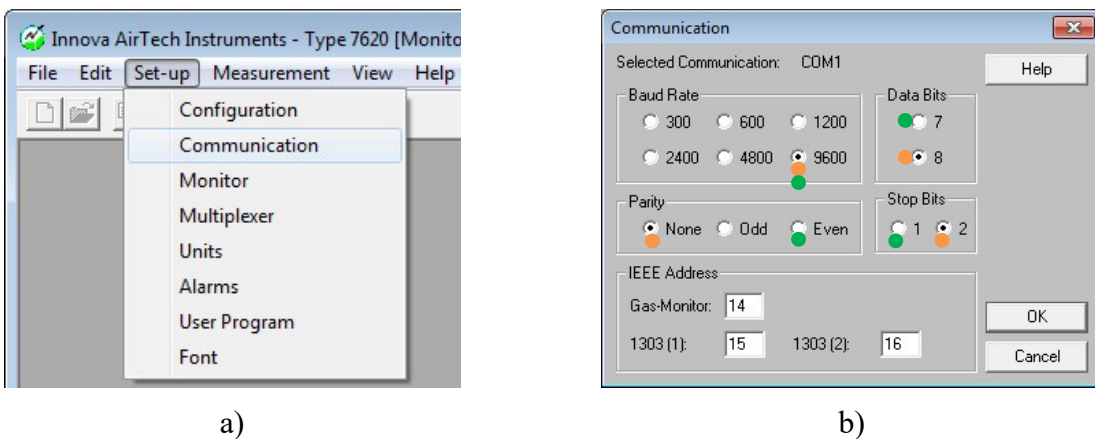 Innova AirTech Instruments - Type 7620 [Monito
File Edit Set-up Measurement View Help
Configuration
Communication
Monitor
Multiplexer
Units
Alarms
User Program
Font
a)
Communication
Selected Communication: COM1
Help
Baud Rate
300 600 1200
2400 4800 9600
Data Bits
7
8
Parity
None Odd Even
Stop Bits
1 2
IEEE Address
Gas-Monitor: 14
1303 (1): 15 1303 (2): 16
OK
Cancel
b)